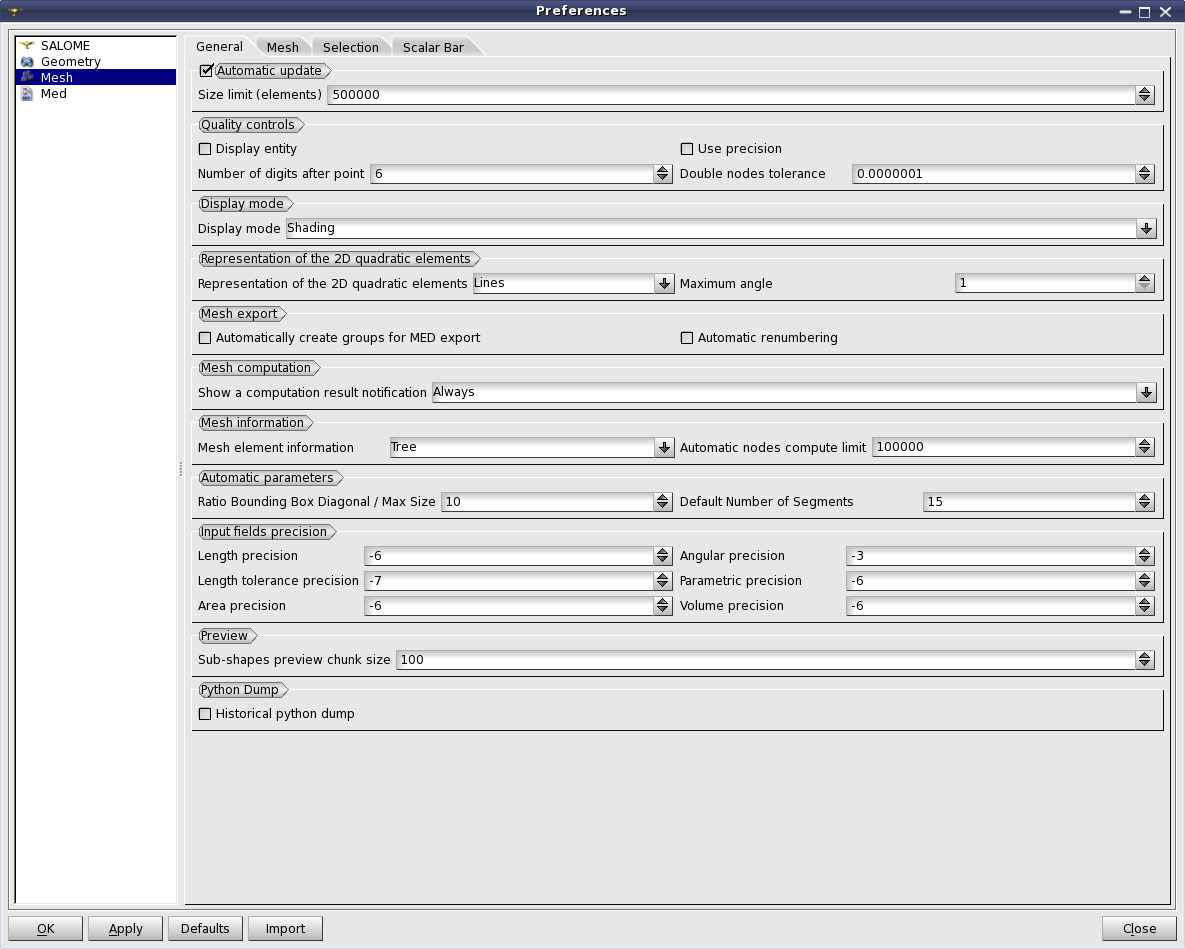 Preferences
SALOME
Geometry
Mesh
Med
General Mesh Selection Scalar Bar
Automatic update
Size limit (elements) 500000
Quality controls
Display entity Use precision
Number of digits after point 6 Double nodes tolerance 0.0000001
Display mode
Display mode Shading
Representation of the 2D quadratic elements
Representation of the 2D quadratic elements Lines Maximum angle 1
Mesh export
Automatically create groups for MED export Automatic renumbering
Mesh computation
Show a computation result notification Always
Mesh information
Mesh element information Tree Automatic nodes compute limit 100000
Automatic parameters
Ratio Bounding Box Diagonal / Max Size 10 Default Number of Segments 15
Input fields precision
Length precision -6 Angular precision -3
Length tolerance precision -7 Parametric precision -6
Area precision -6 Volume precision -6
Preview
Sub-shapes preview chunk size 100
Python Dump
Historical python dump
OK Apply Defaults Import Close